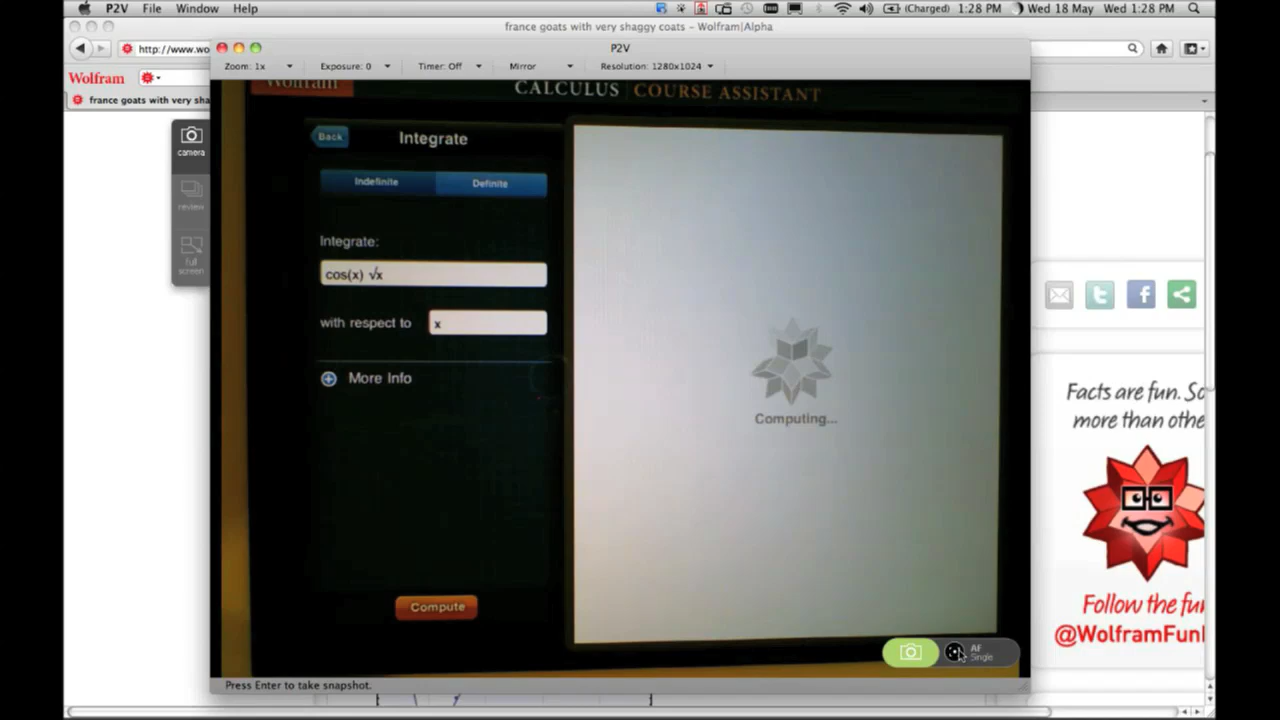 P2V File Window Help (Charged) 1:28 PM Wed 18 May Wed 1:28 PM
france goats with very shaggy coats – Wolfram|Alpha
http://www.wo
P2V
Zoom: 1x Exposure: 0 Timer: Off Mirror Resolution: 1280x1024
Wolfram
france goats with very sha
Wolfram
CALCULUS COURSE ASSISTANT
camera
review
full
screen
Back
Integrate
Indefinite Definite
Integrate:
cos(x) √x
with respect to x
More Info
Computing...
Compute
AF
Single
Press Enter to take snapshot.
Facts are fun. So
more than othe
Follow the fu
@WolframFun